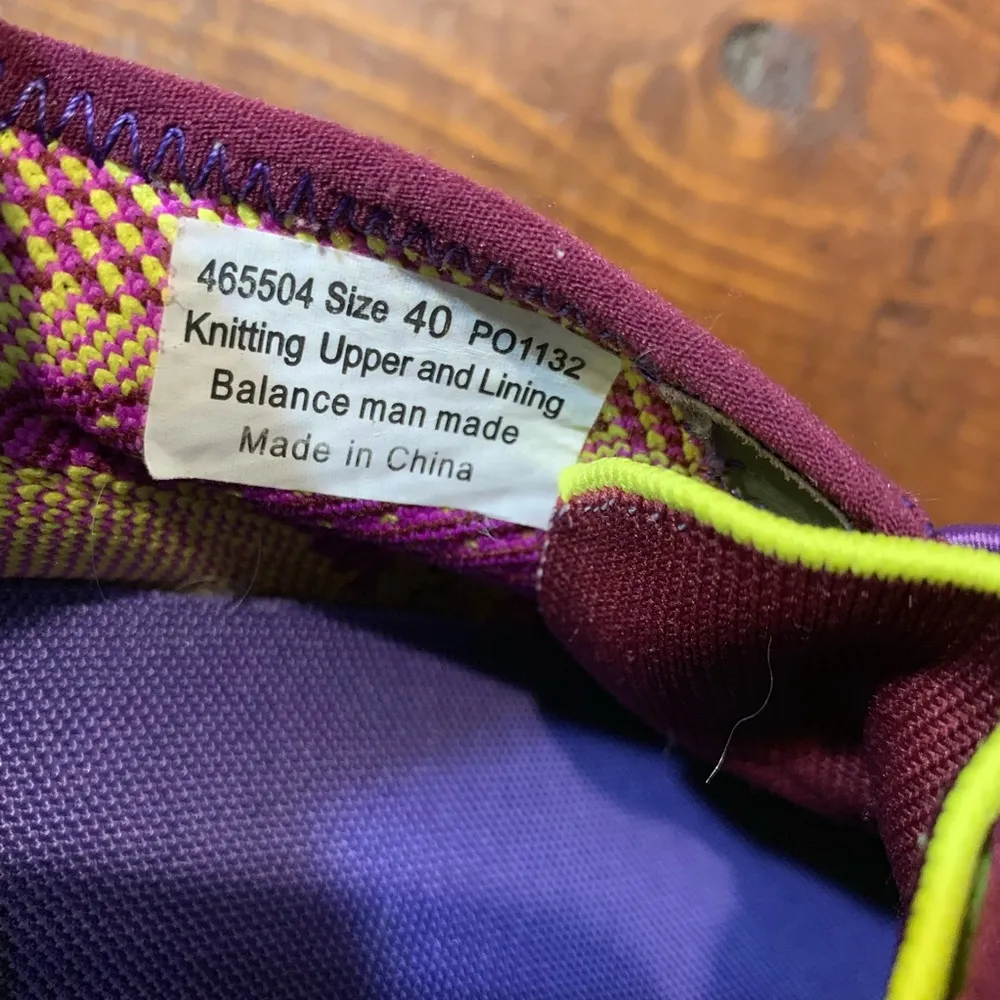 465504 Size 40 PO1132
Knitting Upper and Lining
Balance man made
Made in China